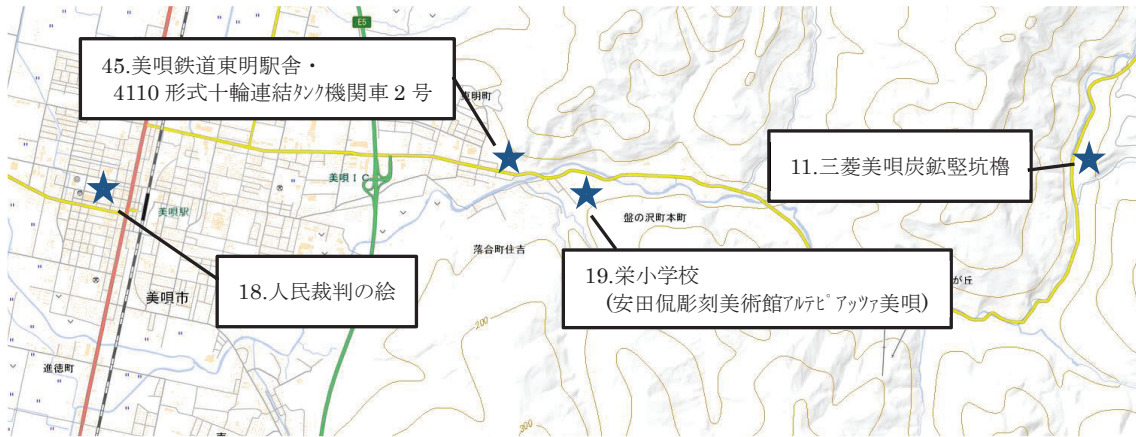 45.美唄鉄道東明駅舎・
4110 形式十輪連結ﾀﾝｸ機関車 2 号
E5
東明町
11.三菱美唄炭鉱竪坑櫓
美唄IC
美唄駅
盤の沢町本町
落合町住吉
18.人民裁判の絵
19.栄小学校
(安田侃彫刻美術館ｱﾙﾃﾋﾟｱｯﾂｧ美唄)
が丘
美唄市
200
進徳町
300